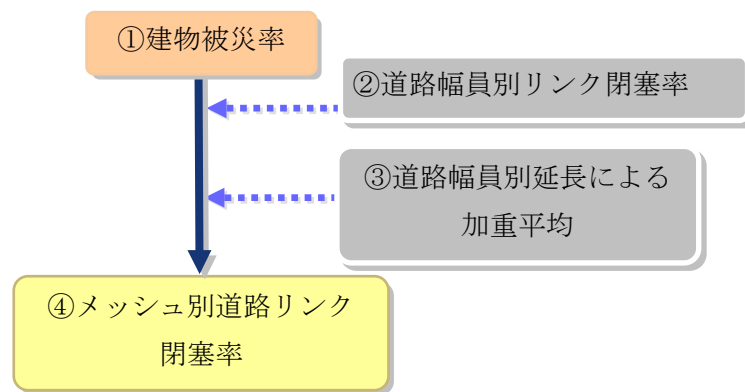 ①建物被災率
②道路幅員別リンク閉塞率
③道路幅員別延長による
加重平均
④メッシュ別道路リンク
閉塞率